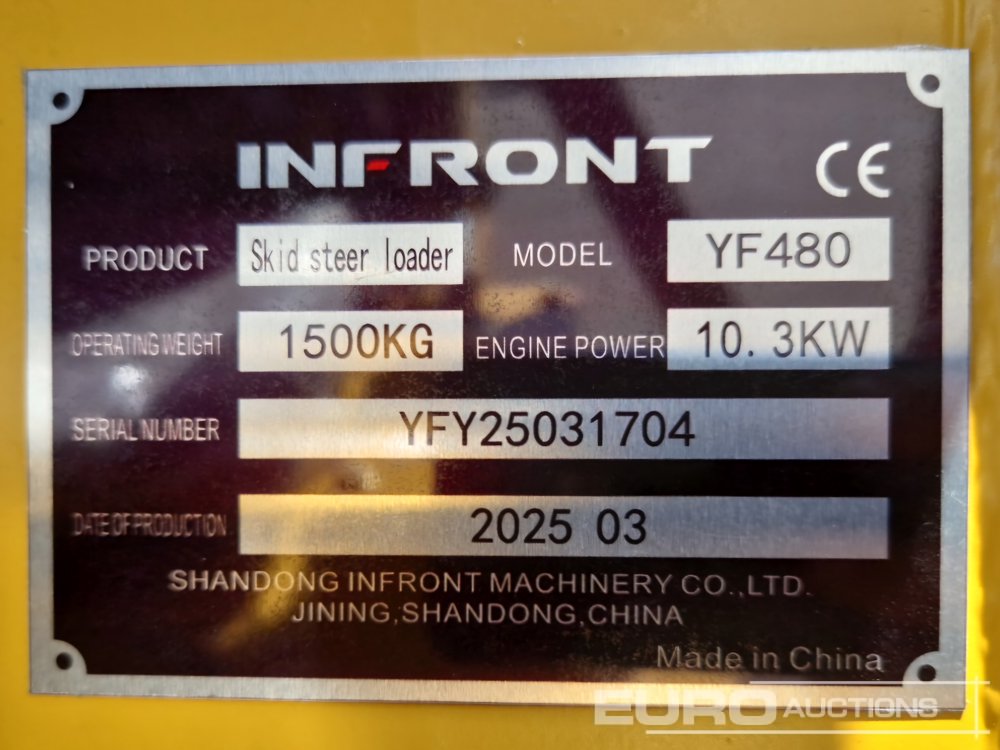 INFRONT
CE
PRODUCT Skid steer loader MODEL YF480
OPERATING WEIGHT 1500KG ENGINE POWER 10.3KW
SERIAL NUMBER YFY25031704
DATE OF PRODUCTION 2025 03
SHANDONG INFRONT MACHINERY CO.,LTD.
JINING,SHANDONG,CHINA
Made in China
EURO AUCTIONS